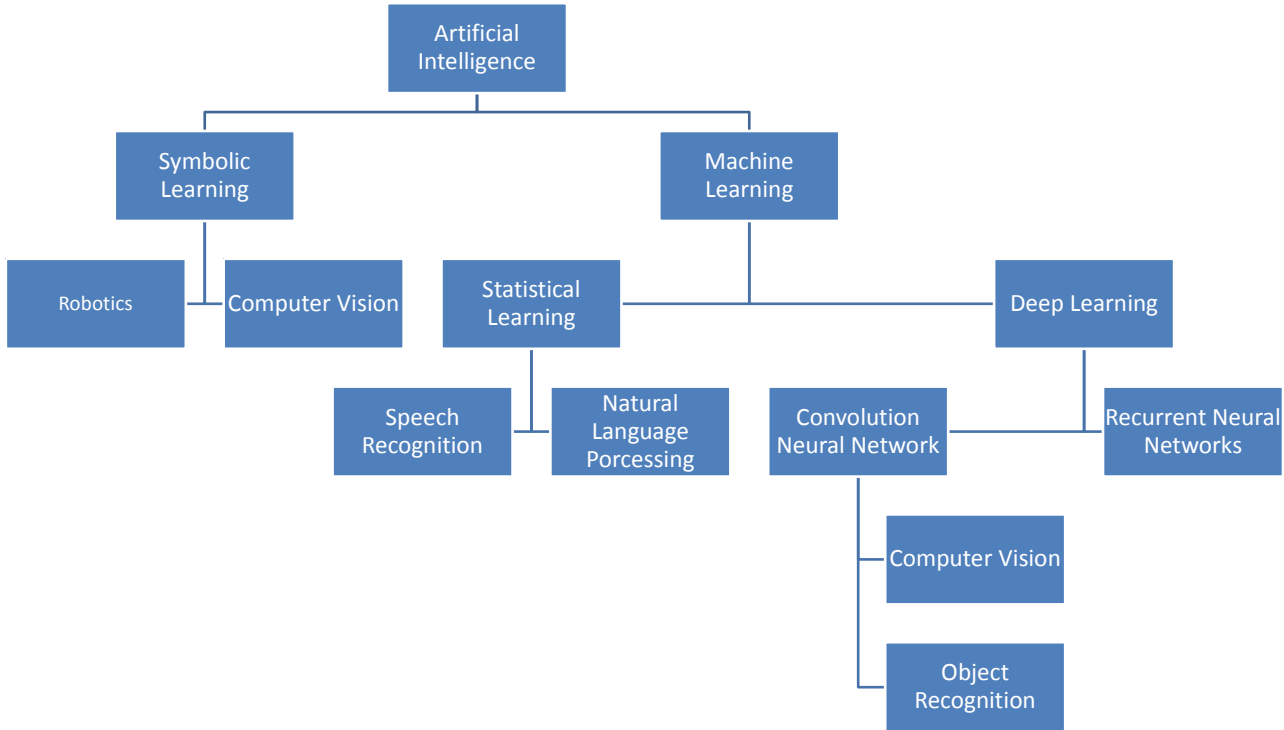 Artificial
Intelligence
Symbolic
Learning
Machine
Learning
Robotics
Computer Vision
Statistical
Learning
Deep Learning
Speech
Recognition
Natural
Language
Porcessing
Convolution
Neural Network
Recurrent Neural
Networks
Computer Vision
Object
Recognition